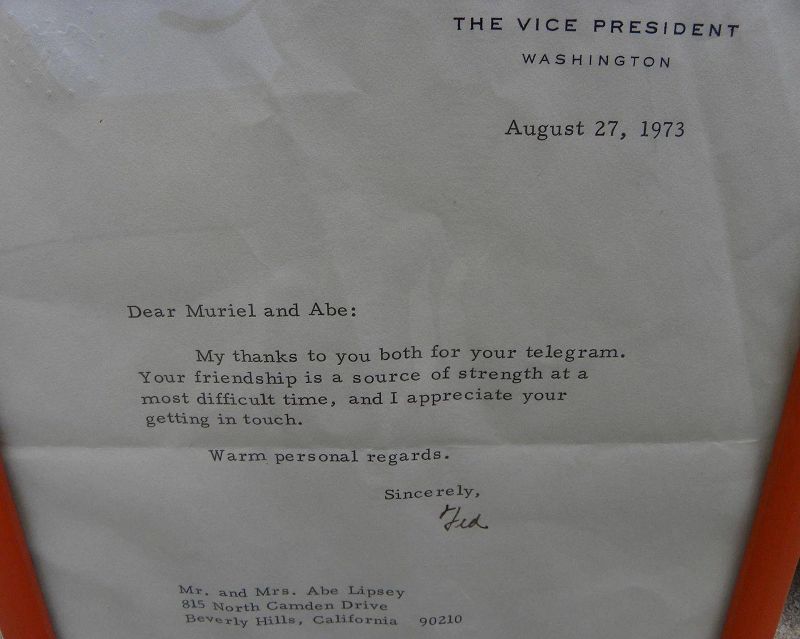 THE VICE PRESIDENT
WASHINGTON
August 27, 1973
Dear Muriel and Abe:
My thanks to you both for your telegram.
Your friendship is a source of strength at a
most difficult time, and I appreciate your
getting in touch.
Warm personal regards.
Sincerely,
Ted
Mr. and Mrs. Abe Lipsey
815 North Camden Drive
Beverly Hills, California 90210